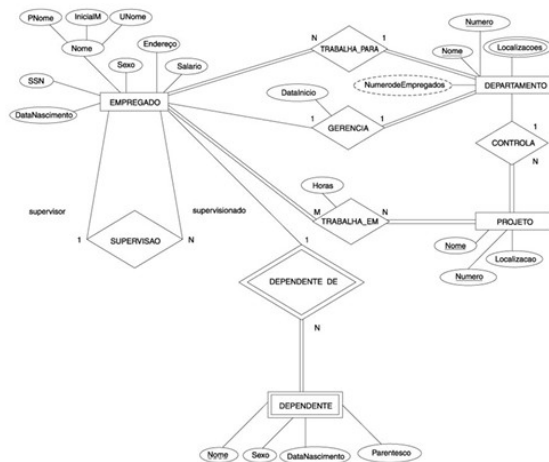 PNome
InicialM
UNome
Nome
Endereço
Sexo
Salario
SSN
DataNascimento
EMPREGADO
N
TRABALHA_PARA
1
Numero
Nome
Localizacoes
NumerodeEmpregados
DEPARTAMENTO
DataInicio
1
GERENCIA
1
1
CONTROLA
N
Horas
M
TRABALHA_EM
N
PROJETO
Nome
Numero
Localizacao
supervisor
supervisionado
1
SUPERVISAO
N
1
DEPENDENTE DE
N
DEPENDENTE
Nome
Sexo
DataNascimento
Parentesco